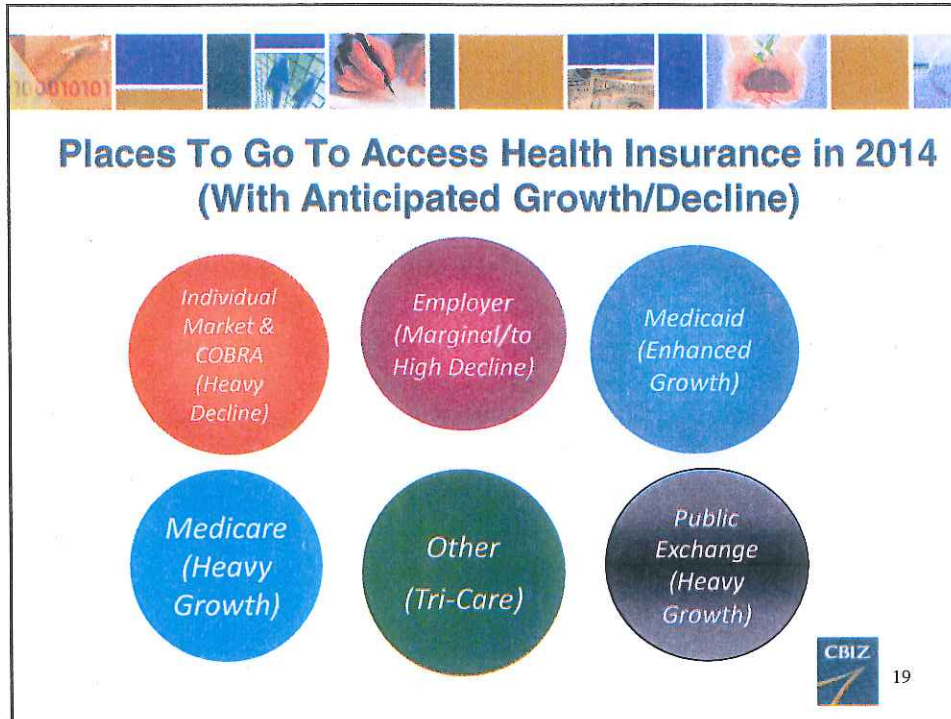 100010101
Places To Go To Access Health Insurance in 2014
(With Anticipated Growth/Decline)
Individual
Market &
COBRA
(Heavy
Decline)
Employer
(Marginal/to
High Decline)
Medicaid
(Enhanced
Growth)
Medicare
(Heavy
Growth)
Other
(Tri-Care)
Public
Exchange
(Heavy
Growth)
CBIZ
19